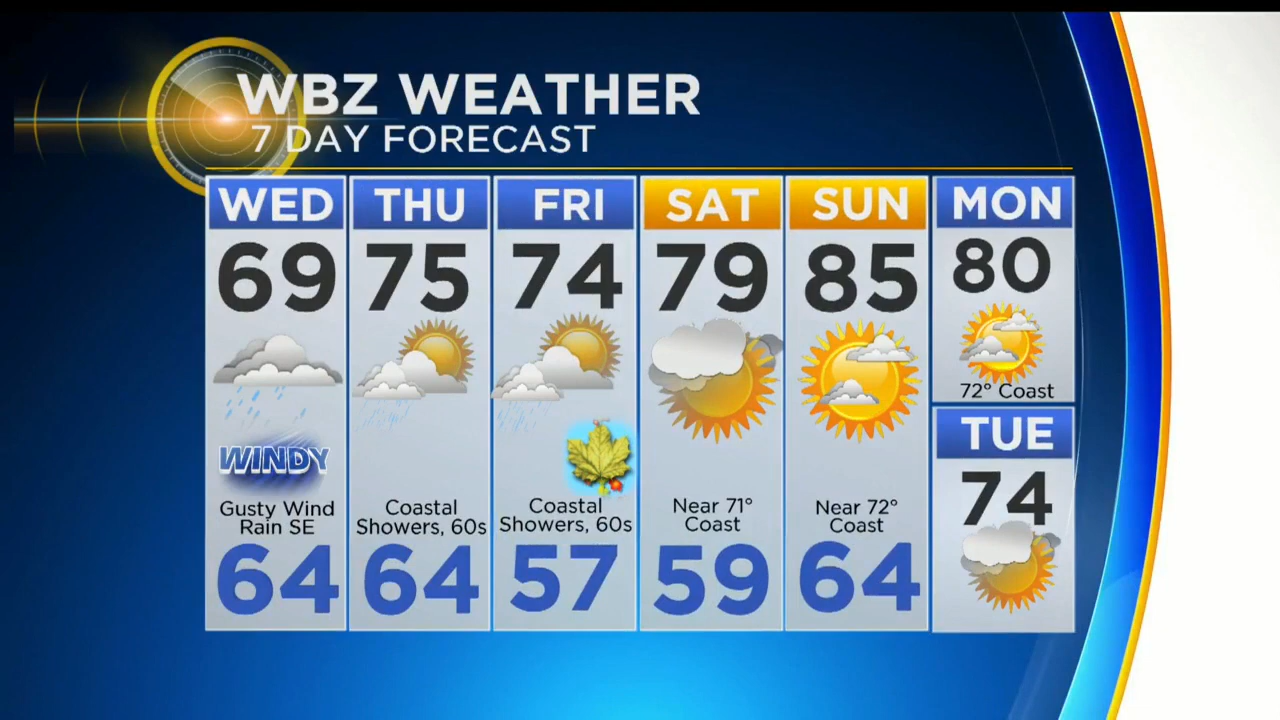 WBZ WEATHER
7 DAY FORECAST
WED
69
WINDY
Gusty Wind
Rain SE
64
THU
75
Coastal
Showers, 60s
64
FRI
74
Coastal
Showers, 60s
57
SAT
79
Near 71°
Coast
59
SUN
85
Near 72°
Coast
64
MON
80
72° Coast
TUE
74